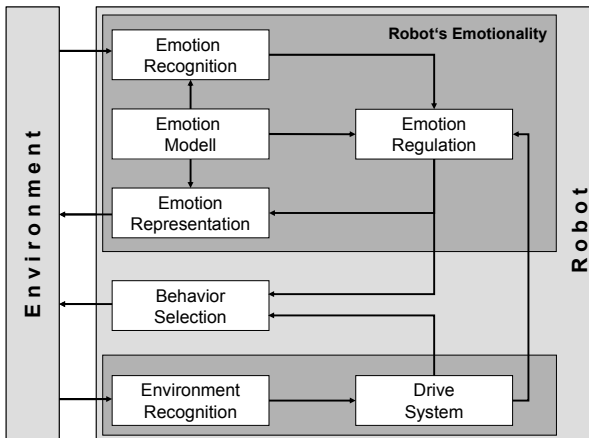 Environment
Robot's Emotionality
Emotion
Recognition
Emotion
Modell
Emotion
Regulation
Emotion
Representation
Behavior
Selection
Environment
Recognition
Drive
System
Robot